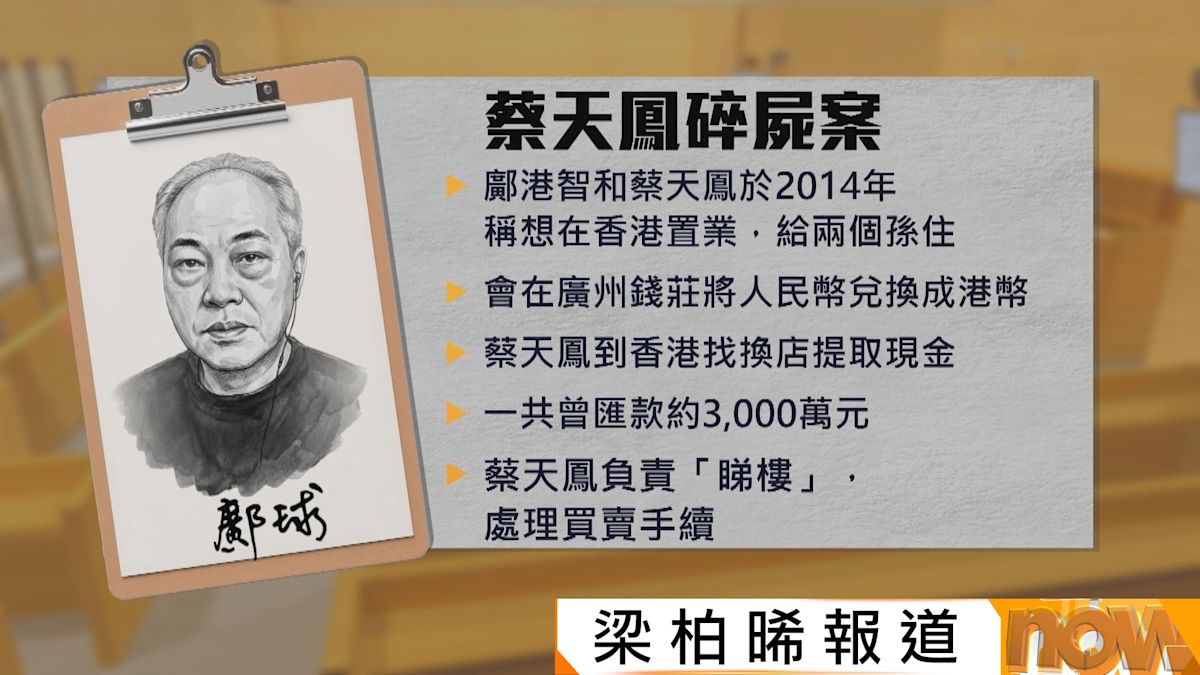 蔡天鳳碎屍案
鄺港智和蔡天鳳於2014年
稱想在香港置業，給兩個孫住
會在廣州錢莊將人民幣兌換成港幣
蔡天鳳到香港找換店提取現金
一共曾匯款約3,000萬元
蔡天鳳負責「睇樓」，
處理買賣手續
鄺球
梁柏晞報道
now